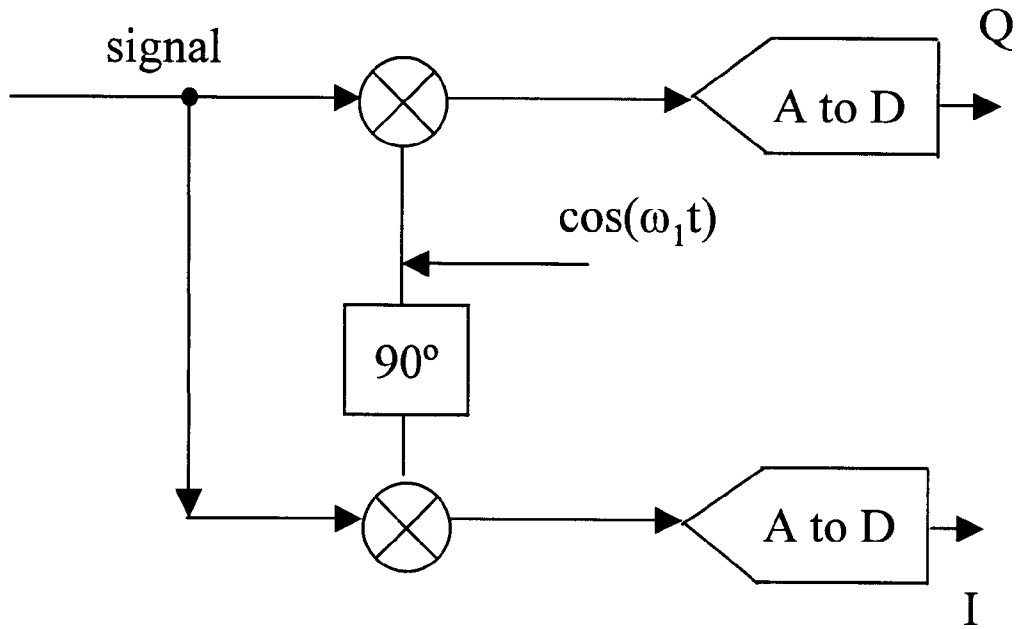 Q
signal
A to D
cos(ω₁t)
90º
A to D
I